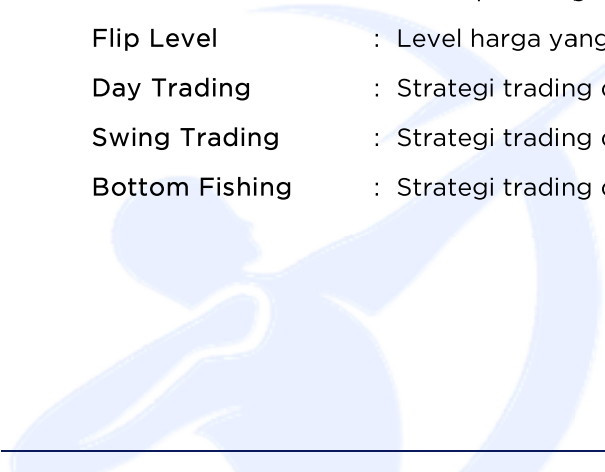 Flip Level : Level harga yang
Day Trading : Strategi trading
Swing Trading : Strategi trading
Bottom Fishing : Strategi trading